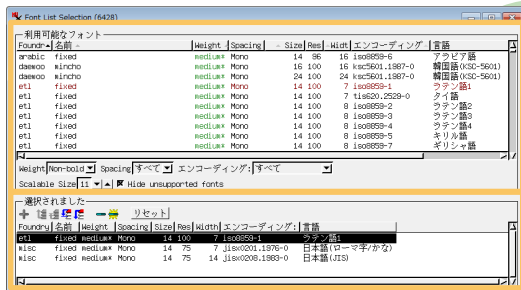 Font List Selection (6428)
利用可能なフォント
Foundr▲ 名前 - Weight Spacing - Size Res -Widt エンコーディング- 言語
arabic fixed medium* Mono 14 96 16 iso8859-6 アラビア語
daewoo mincho medium* Mono 16 100 16 ksc5601.1987-0 韓国語(KSC-5601)
daewoo mincho medium* Mono 24 100 24 ksc5601.1987-0 韓国語(KSC-5601)
etl fixed medium* Mono 14 100 7 iso8859-1 ラテン語1
etl fixed medium* Mono 14 100 7 tis620.2529-0 タイ語
etl fixed medium* Mono 14 100 8 iso8859-2 ラテン語2
etl fixed medium* Mono 14 100 8 iso8859-3 ラテン語3
etl fixed medium* Mono 14 100 8 iso8859-4 ラテン語4
etl fixed medium* Mono 14 100 8 iso8859-5 キリル語
etl fixed medium* Mono 14 100 8 iso8859-7 ギリシャ語
Weight Non-bold Spacing すべて エンコーディング: すべて
Scalable Size 11 Hide unsupported fonts
選択されました
リセット
Foundry 名前 Weight Spacing Size Res Width エンコーディング: 言語
etl fixed medium* Mono 14 100 7 iso8859-1 ラテン語1
misc fixed medium* Mono 14 75 7 jisx0201.1976-0 日本語(ローマ字/かな)
misc fixed medium* Mono 14 75 14 jisx0208.1983-0 日本語(JIS)